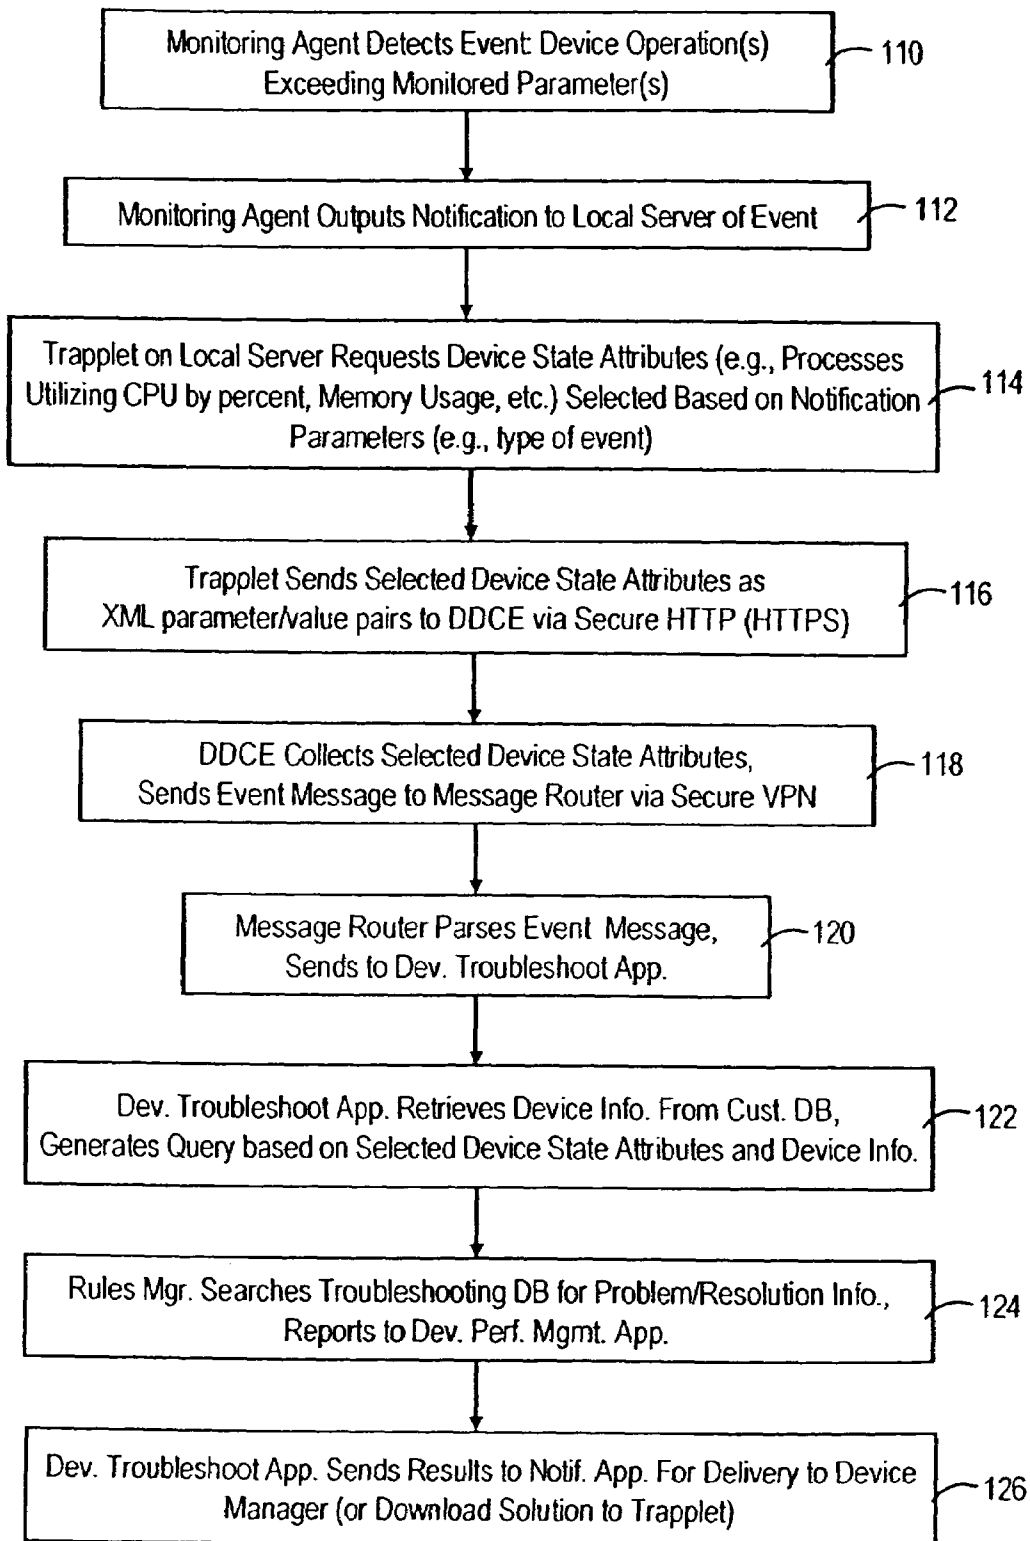 Monitoring Agent Detects Event: Device Operation(s)
Exceeding Monitored Parameter(s)
110
Monitoring Agent Outputs Notification to Local Server of Event
112
Trapplet on Local Server Requests Device State Attributes (e.g., Processes
Utilizing CPU by percent, Memory Usage, etc.) Selected Based on Notification
Parameters (e.g., type of event)
114
Trapplet Sends Selected Device State Attributes as
XML parameter/value pairs to DDCE via Secure HTTP (HTTPS)
116
DDCE Collects Selected Device State Attributes,
Sends Event Message to Message Router via Secure VPN
118
Message Router Parses Event Message,
Sends to Dev. Troubleshoot App.
120
Dev. Troubleshoot App. Retrieves Device Info. From Cust. DB,
Generates Query based on Selected Device State Attributes and Device Info.
122
Rules Mgr. Searches Troubleshooting DB for Problem/Resolution Info.,
Reports to Dev. Perf. Mgmt. App.
124
Dev. Troubleshoot App. Sends Results to Notif. App. For Delivery to Device
Manager (or Download Solution to Trapplet)
126